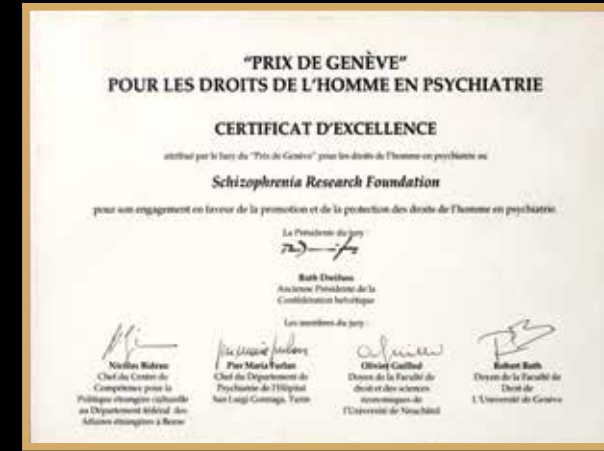 "PRIX DE GENÈVE"
POUR LES DROITS DE L'HOMME EN PSYCHIATRIE
CERTIFICAT D'EXCELLENCE
attribué par le Jury du "Prix de Genève" pour les droits de l'homme en psychiatrie au
Schizophrenia Research Foundation
pour son engagement en faveur de la promotion et de la protection des droits de l'homme en psychiatrie
La Présidente du jury :
Ruth Dreifuss
Ancienne Présidente de la
Confédération helvétique
Les membres du jury :
Nicolas Bideau
Chef du Centre de
Compétence pour la
Politique étrangère culturelle
au Département fédéral des
Affaires étrangères à Berne
Pier Maria Furlan
Chef du Département de
Psychiatrie de l'Hôpital
San Luigi Gonzaga, Turin
Olivier Guillod
Doyen de la Faculté de
droit et des sciences
économiques de
l'Université de Neuchâtel
Robert Roth
Doyen de la Faculté de
Droit de
L'Université de Genève